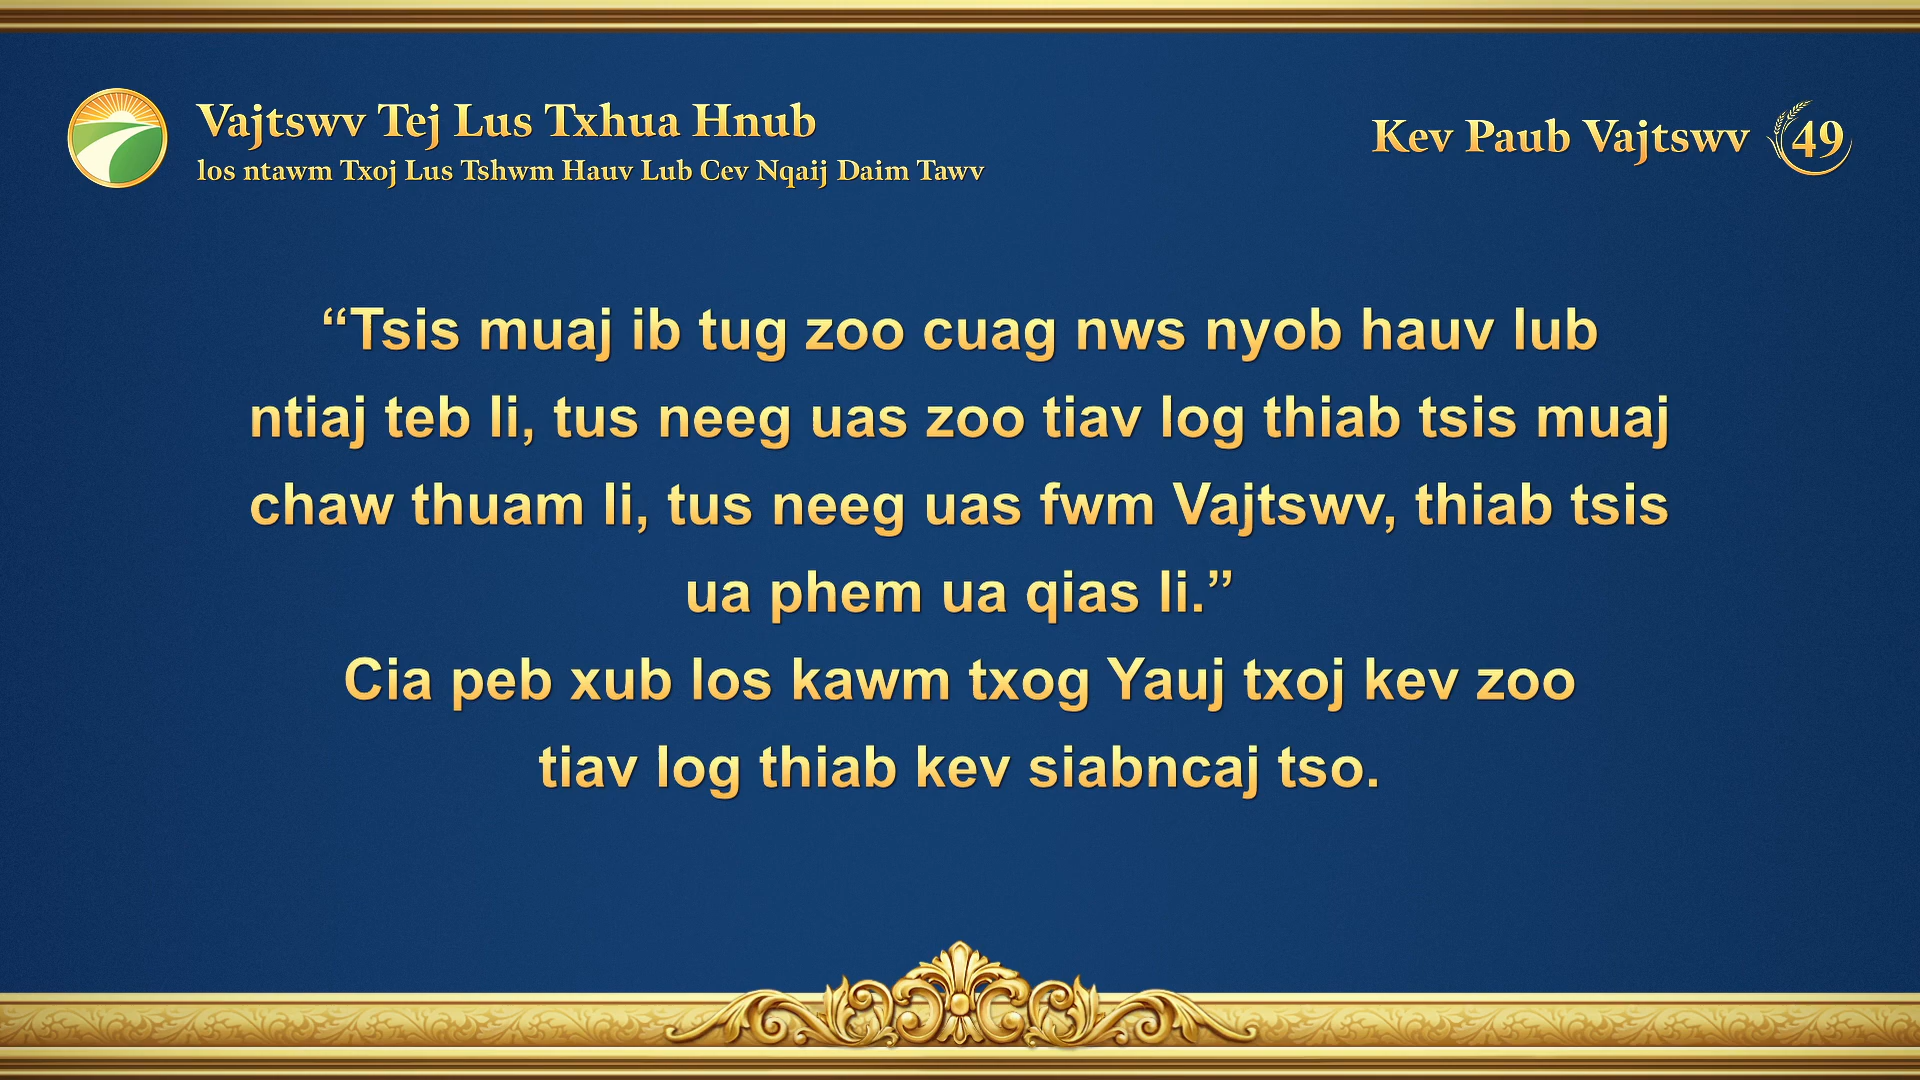 Vajtswv Tej Lus Txhua Hnub
los ntawm Txoj Lus Tshwm Hauv Lub Cev Nqaij Daim Tawv
Kev Paub Vajtswv 49
“Tsis muaj ib tug zoo cuag nws nyob hauv lub
ntiaj teb li, tus neeg uas zoo tiav log thiab tsis muaj
chaw thuam li, tus neeg uas fwm Vajtswv, thiab tsis
ua phem ua qias li.”
Cia peb xub los kawm txog Yauj txoj kev zoo
tiav log thiab kev siabncaj tso.